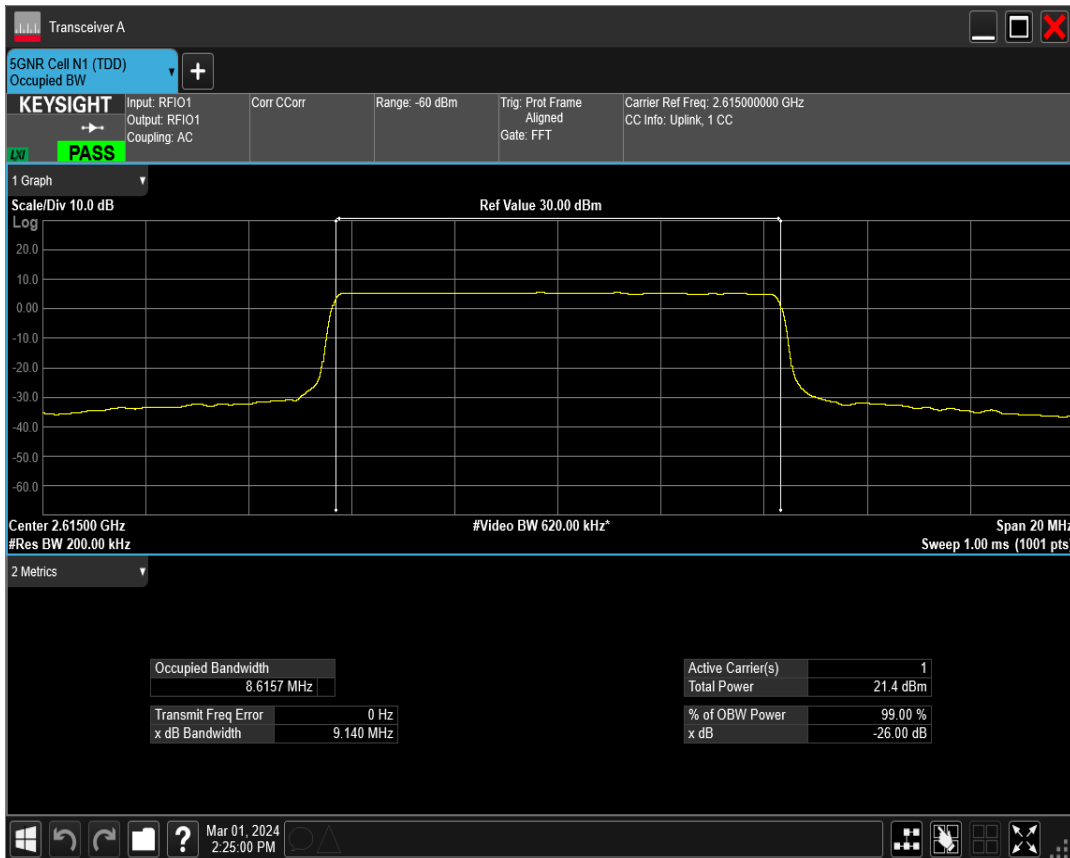 Transceiver A
5GNR Cell N1 (TDD)
Occupied BW
+
KEYSIGHT
LXI
PASS
Input: RFIO1
Output: RFIO1
Coupling: AC
Corr CCorr
Range: -60 dBm
Trig: Prot Frame
Aligned
Gate: FFT
Carrier Ref Freq: 2.615000000 GHz
CC Info: Uplink, 1 CC
1 Graph
Scale/Div 10.0 dB
Ref Value 30.00 dBm
Log
20.0
10.0
0.00
-10.0
-20.0
-30.0
-40.0
-50.0
-60.0
Center 2.61500 GHz
#Video BW 620.00 kHz*
Span 20 MHz
#Res BW 200.00 kHz
Sweep 1.00 ms (1001 pts)
2 Metrics
Occupied Bandwidth
8.6157 MHz
Transmit Freq Error 0 Hz
x dB Bandwidth 9.140 MHz
Active Carrier(s) 1
Total Power 21.4 dBm
% of OBW Power 99.00 %
x dB -26.00 dB
?
Mar 01, 2024
2:25:00 PM